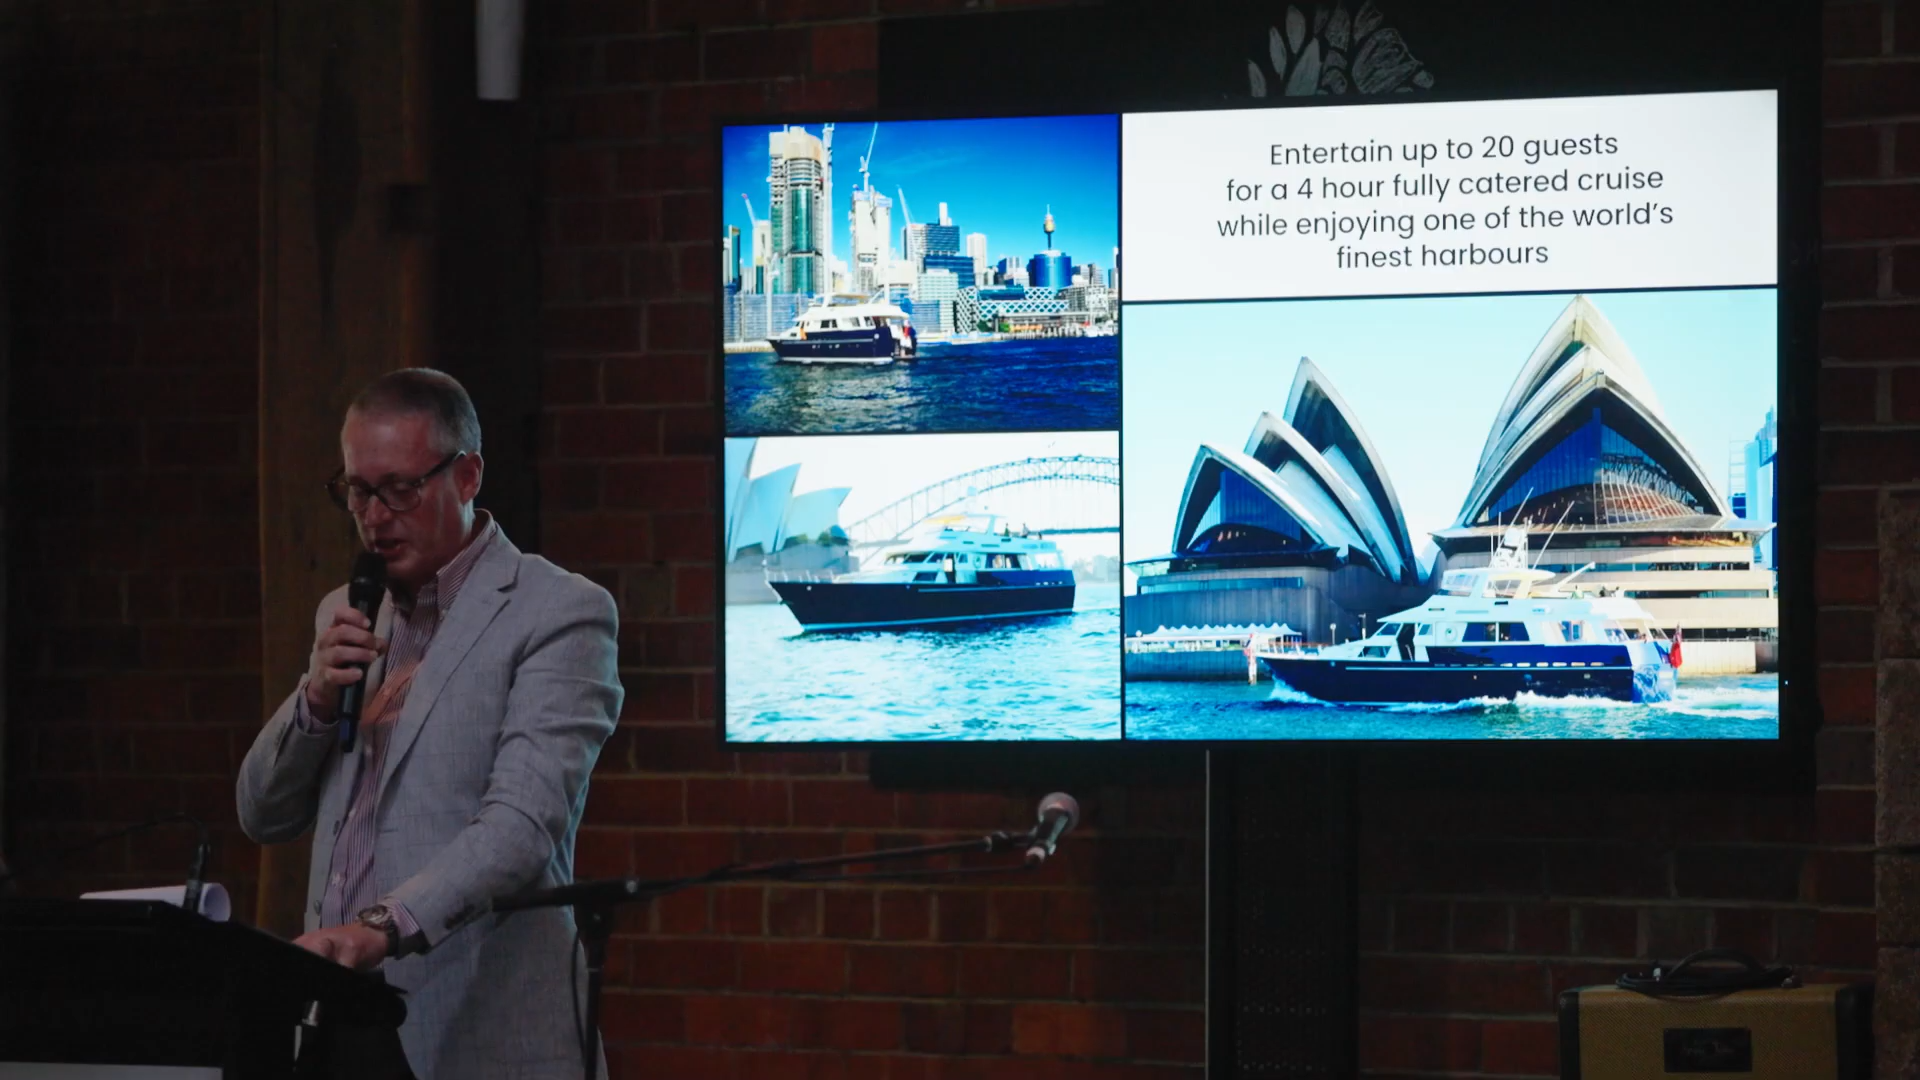 Entertain up to 20 guests
for a 4 hour fully catered cruise
while enjoying one of the world's
finest harbours